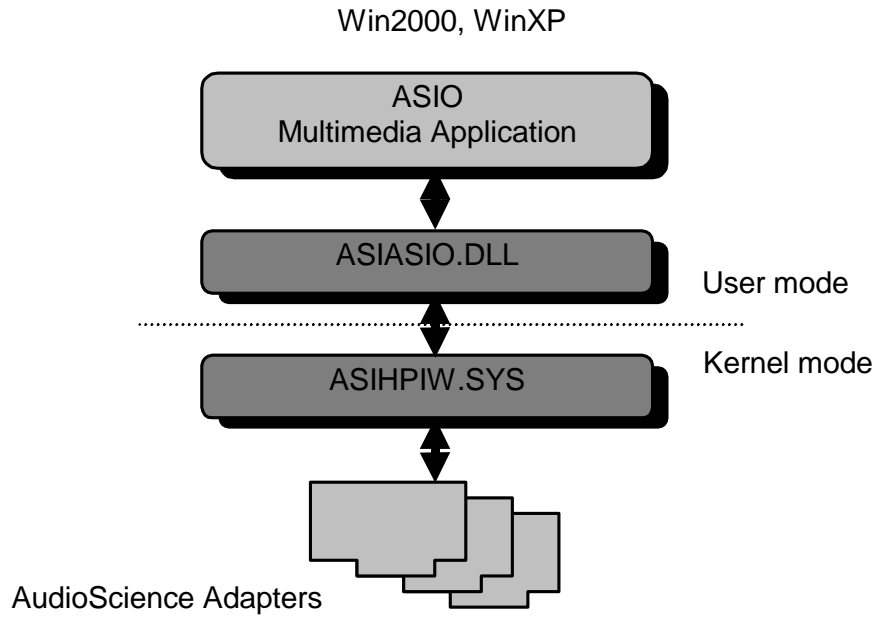 Win2000, WinXP
ASIO
Multimedia Application
ASIASIO.DLL
User mode
Kernel mode
ASIHPIW.SYS
AudioScience Adapters